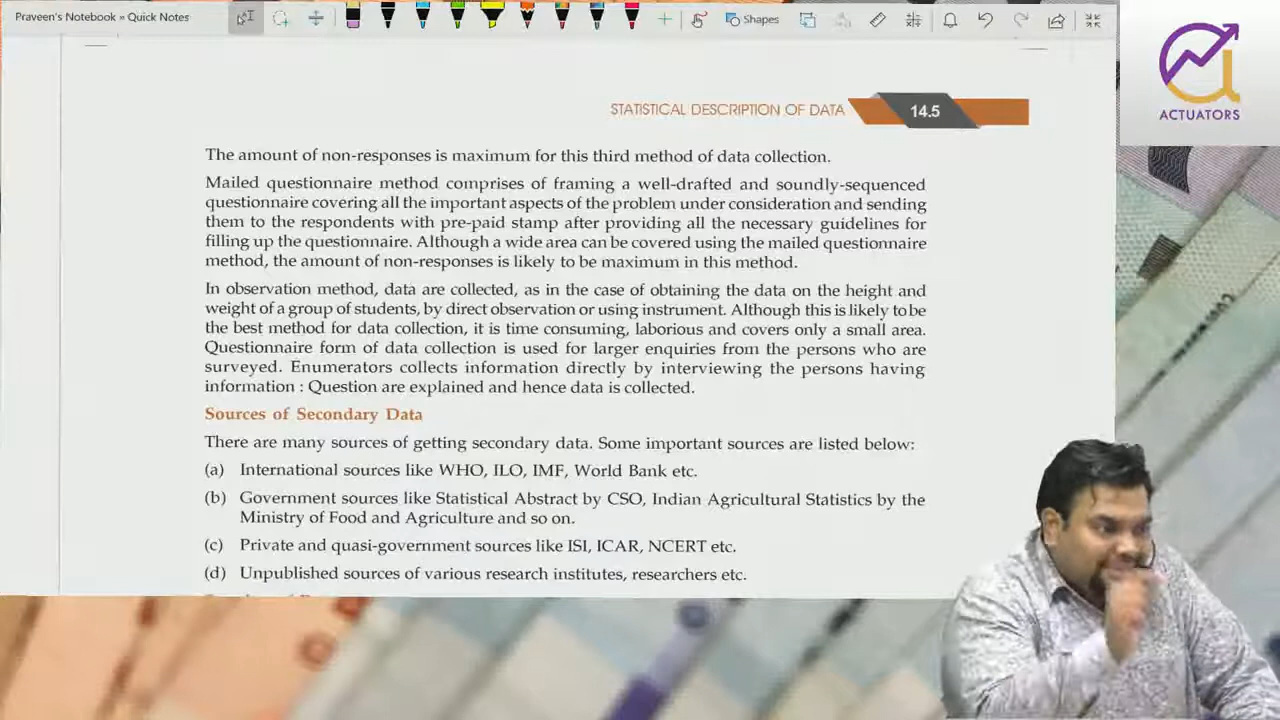 Praveen's Notebook » Quick Notes
Shapes
ACTUATORS
STATISTICAL DESCRIPTION OF DATA 14.5
The amount of non-responses is maximum for this third method of data collection.
Mailed questionnaire method comprises of framing a well-drafted and soundly-sequenced
questionnaire covering all the important aspects of the problem under consideration and sending
them to the respondents with pre-paid stamp after providing all the necessary guidelines for
filling up the questionnaire. Although a wide area can be covered using the mailed questionnaire
method, the amount of non-responses is likely to be maximum in this method.
In observation method, data are collected, as in the case of obtaining the data on the height and
weight of a group of students, by direct observation or using instrument. Although this is likely to be
the best method for data collection, it is time consuming, laborious and covers only a small area.
Questionnaire form of data collection is used for larger enquiries from the persons who are
surveyed. Enumerators collects information directly by interviewing the persons having
information : Question are explained and hence data is collected.
Sources of Secondary Data
There are many sources of getting secondary data. Some important sources are listed below:
(a) International sources like WHO, ILO, IMF, World Bank etc.
(b) Government sources like Statistical Abstract by CSO, Indian Agricultural Statistics by the
Ministry of Food and Agriculture and so on.
(c) Private and quasi-government sources like ISI, ICAR, NCERT etc.
(d) Unpublished sources of various research institutes, researchers etc.